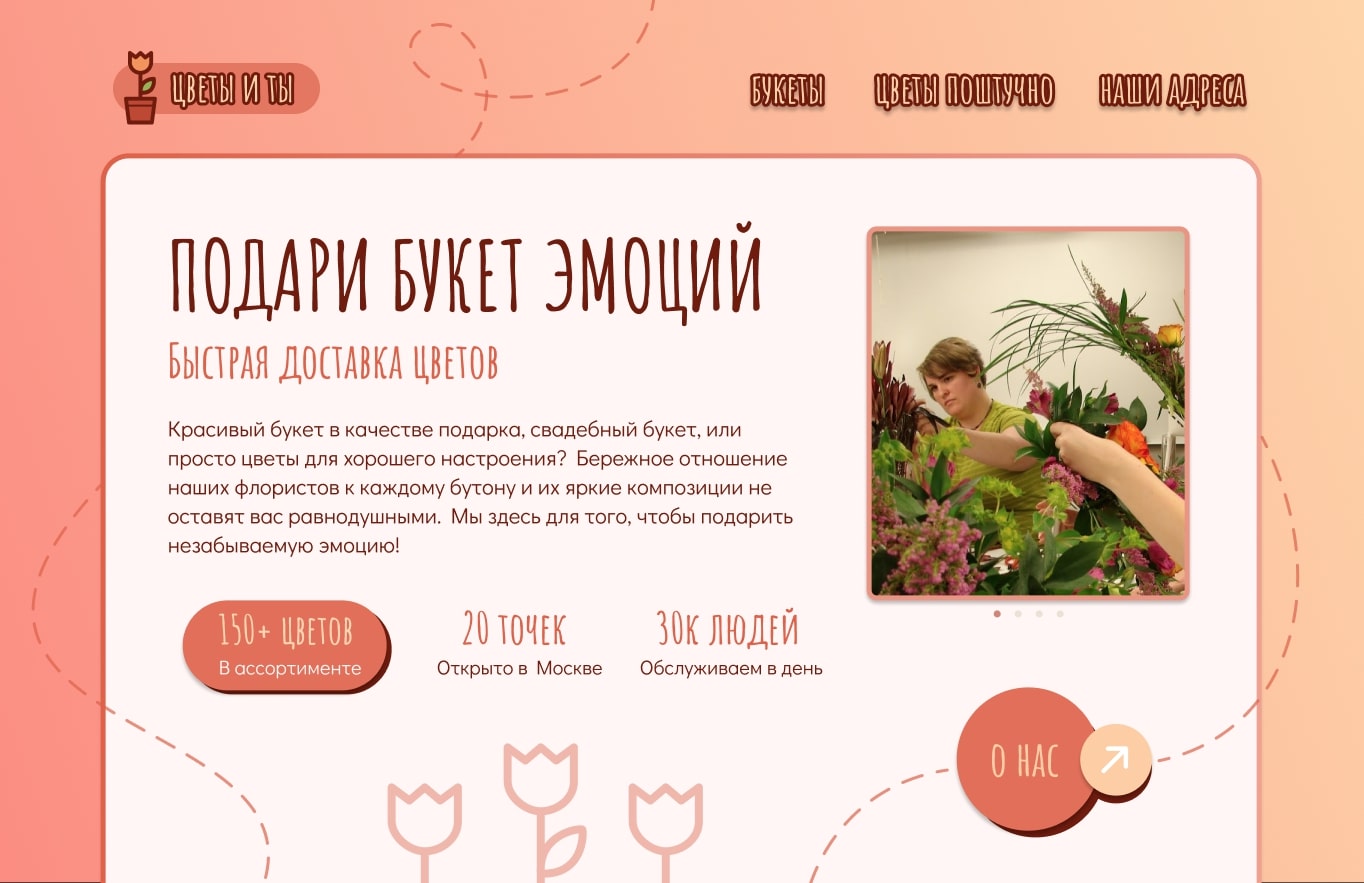 ЦВЕТЫ И ТЫ
БУКЕТЫ
ЦВЕТЫ ПОШТУЧНО
НАШИ АДРЕСА
ПОДАРИ БУКЕТ ЭМОЦИЙ
Быстрая доставка цветов
Красивый букет в качестве подарка, свадебный букет, или
просто цветы для хорошего настроения? Бережное отношение
наших флористов к каждому бутону и их яркие композиции не
оставят вас равнодушными. Мы здесь для того, чтобы подарить
незабываемую эмоцию!
150+ цветов
В ассортименте
20 точек
Открыто в Москве
30к людей
Обслуживаем в день
О НАС